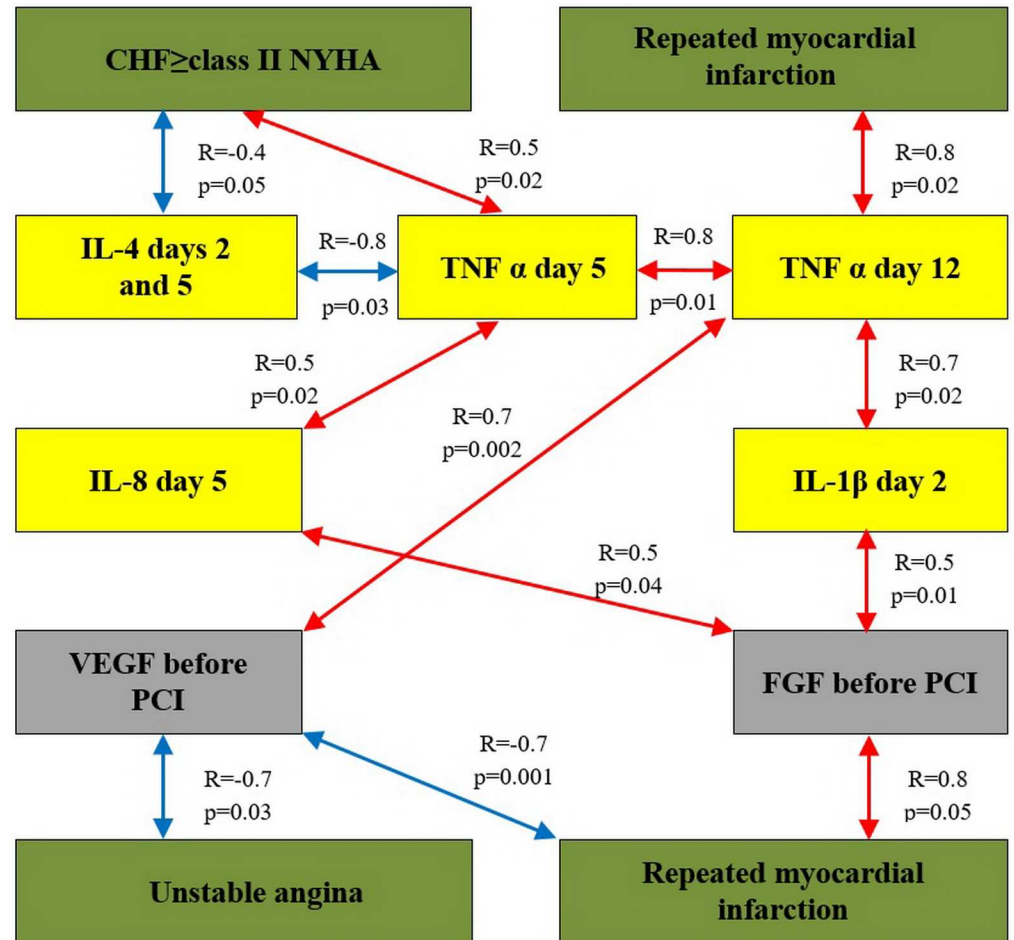 CHF≥class II NYHA
Repeated myocardial
infarction
R=-0.4
p=0.05
R=0.5
p=0.02
R=0.8
p=0.02
IL-4 days 2
and 5
R=-0.8
p=0.03
TNF α day 5
R=0.8
p=0.01
TNF α day 12
R=0.5
p=0.02
R=0.7
p=0.002
R=0.7
p=0.02
IL-8 day 5
IL-1β day 2
R=0.5
p=0.04
R=0.5
p=0.01
VEGF before
PCI
FGF before PCI
R=-0.7
p=0.03
R=-0.7
p=0.001
R=0.8
p=0.05
Unstable angina
Repeated myocardial
infarction